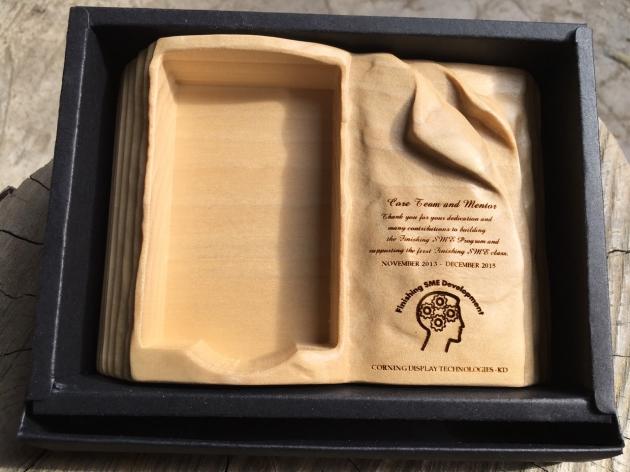 Core Team and Mentor
Thank you for your dedication and
many contributions to building
the Finishing SME Program and
supporting the first Finishing SME class.
NOVEMBER 2013 - DECEMBER 2015
Finishing SME Development
CORNING DISPLAY TECHNOLOGIES -KD